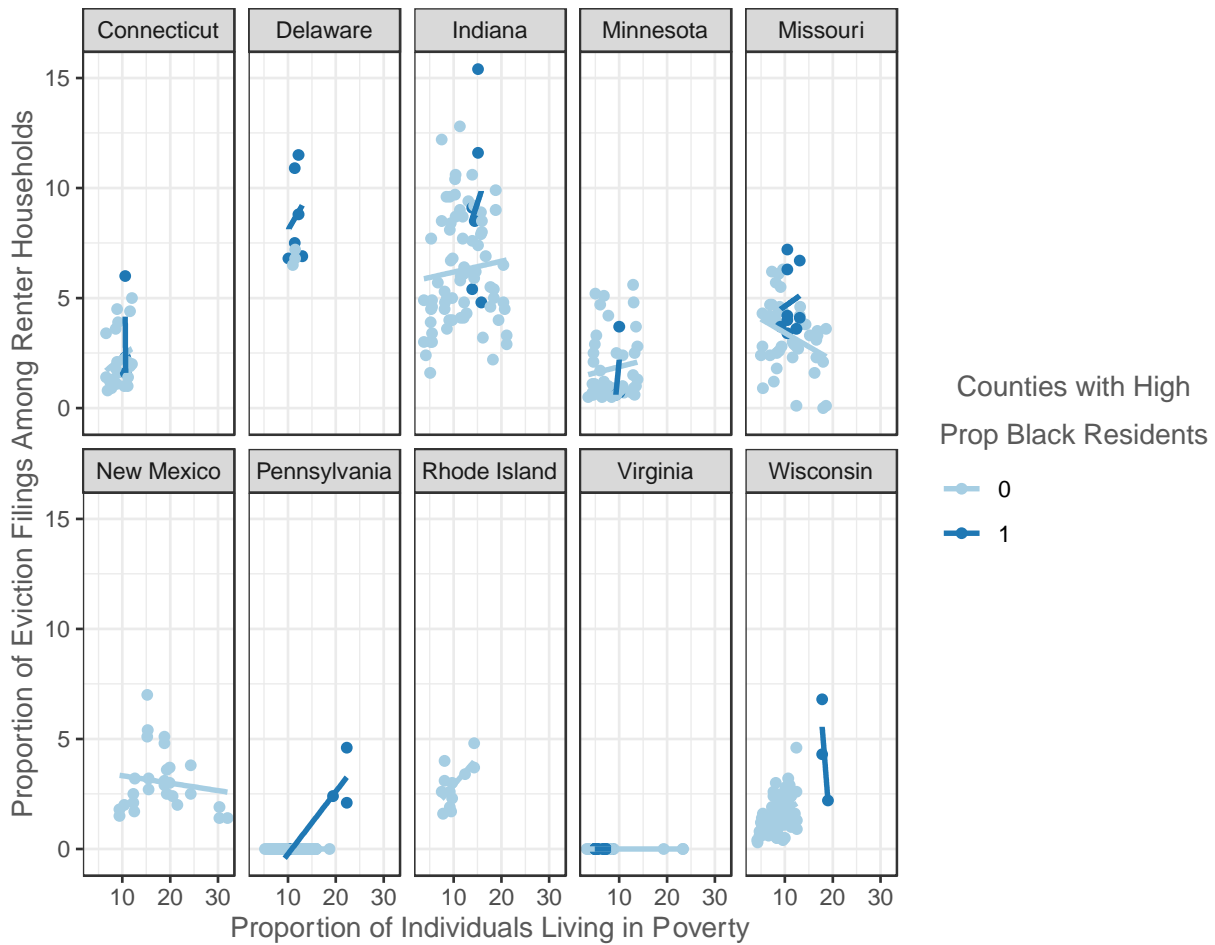 Connecticut Delaware Indiana Minnesota Missouri
15
10
5
0
New Mexico Pennsylvania Rhode Island Virginia Wisconsin
15
10
5
0
10 20 30 10 20 30 10 20 30 10 20 30 10 20 30
Proportion of Individuals Living in Poverty
Proportion of Eviction Filings Among Renter Households
Counties with High
Prop Black Residents
0
1